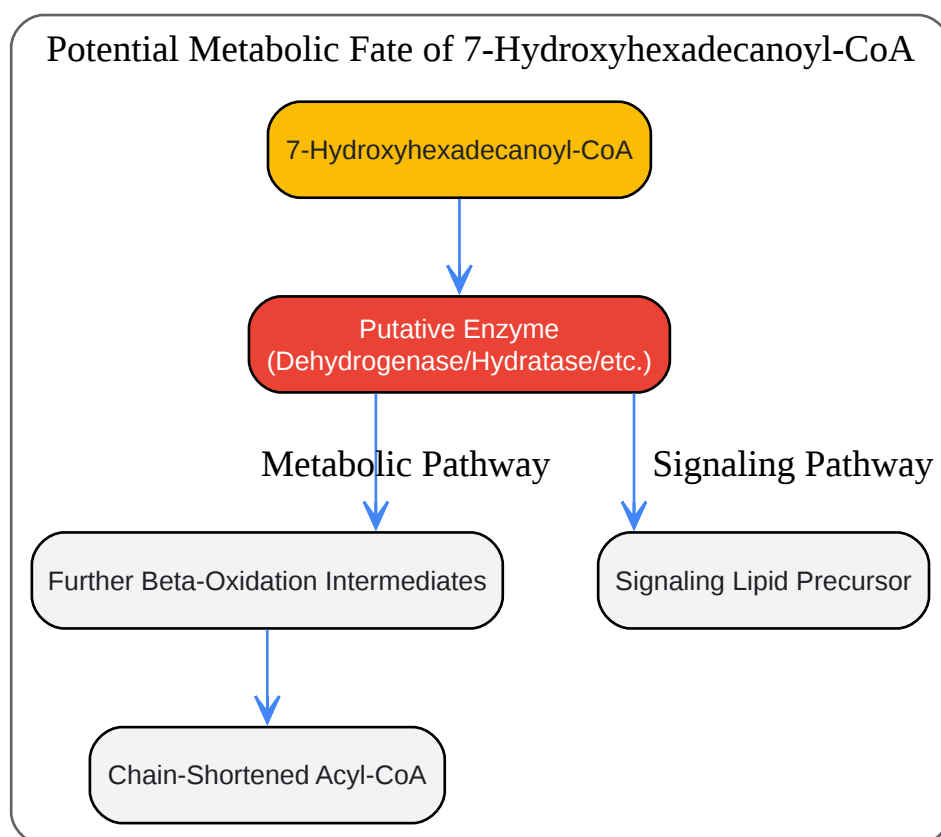 Potential Metabolic Fate of 7-Hydroxyhexadecanoyl-CoA
7-Hydroxyhexadecanoyl-CoA
Putative Enzyme
(Dehydrogenase/Hydratase/etc.)
Metabolic Pathway
Signaling Pathway
Further Beta-Oxidation Intermediates
Signaling Lipid Precursor
Chain-Shortened Acyl-CoA